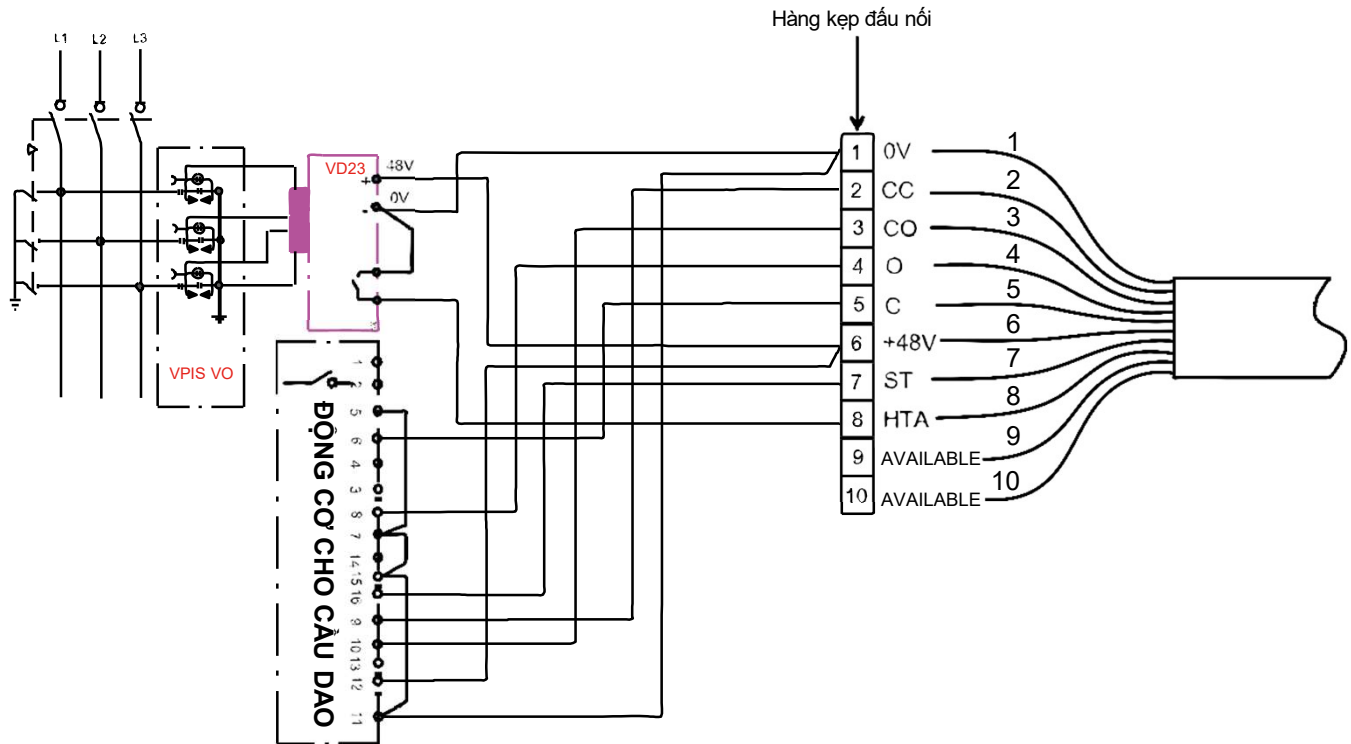 Hàng kẹp đấu nối
L1 L2 L3
VD23
48V
+
0V
-
VPIS VO
ĐỘNG CƠ CHO CẦU DAO
1
2
5
6
4
3
8
7
14
15
16
9
10
13
12
11
1 0V 1
2 CC 2
3 CO 3
4 O 4
5 C 5
6 +48V 6
7 ST 7
8 HTA 8
9 AVAILABLE 9
10 AVAILABLE 10